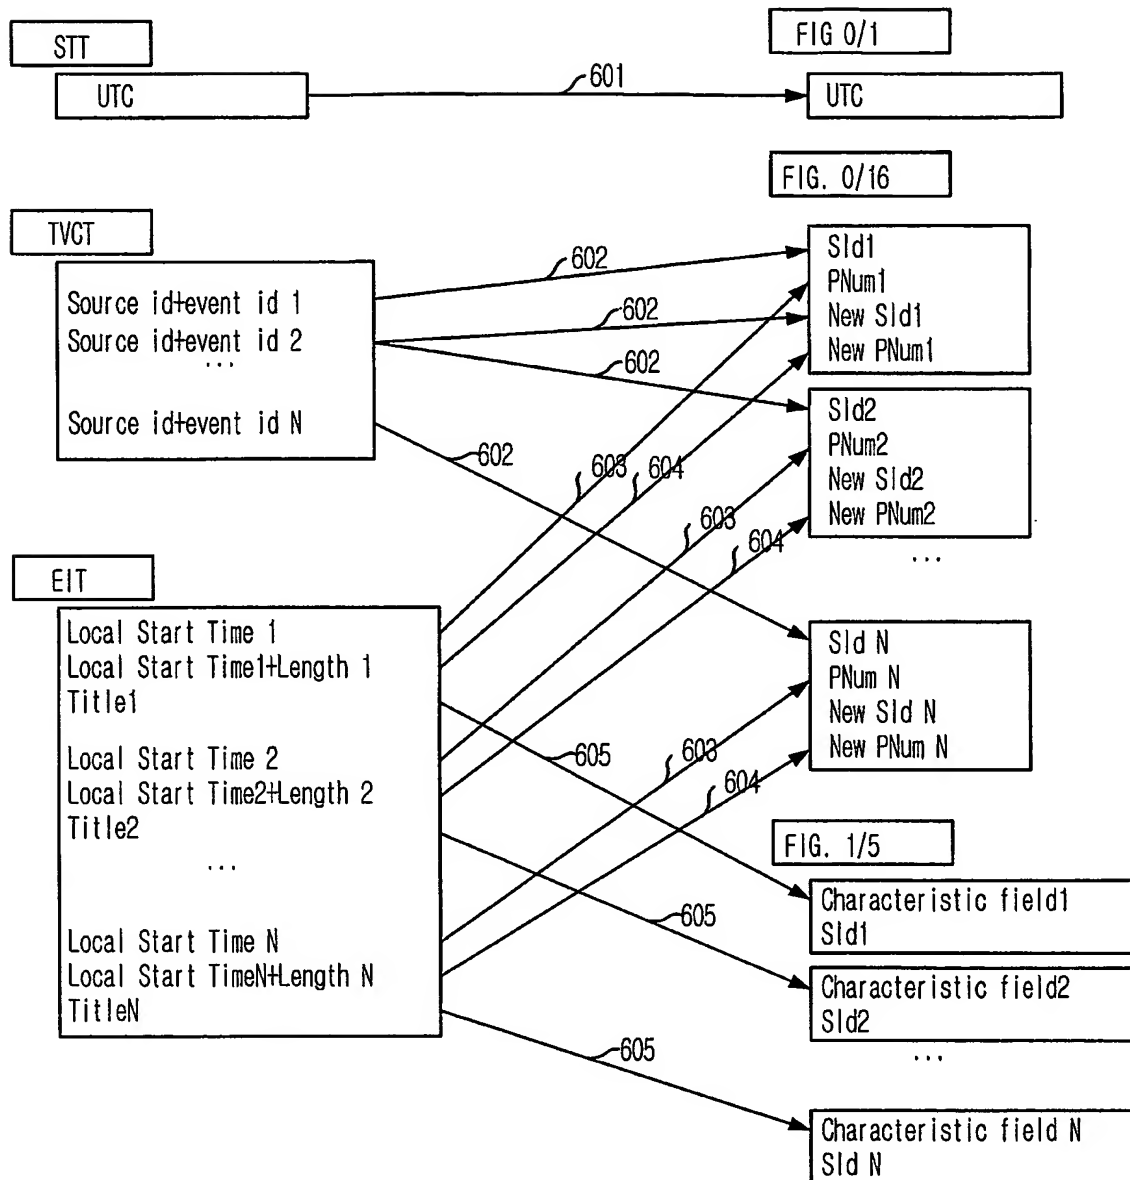 STT
FIG 0/1
UTC
601
UTC
FIG. 0/16
TVCT
Source id+event id 1
Source id+event id 2
...
Source id+event id N
602
602
602
602
SId1
PNum1
New SId1
New PNum1
SId2
PNum2
New SId2
New PNum2
...
603
604
603
604
EIT
Local Start Time 1
Local Start Time1+Length 1
Title1
Local Start Time 2
Local Start Time2+Length 2
Title2
...
Local Start Time N
Local Start TimeN+Length N
TitleN
SId N
PNum N
New SId N
New PNum N
605
603
604
FIG. 1/5
605
605
Characteristic field1
SId1
Characteristic field2
SId2
...
Characteristic field N
SId N